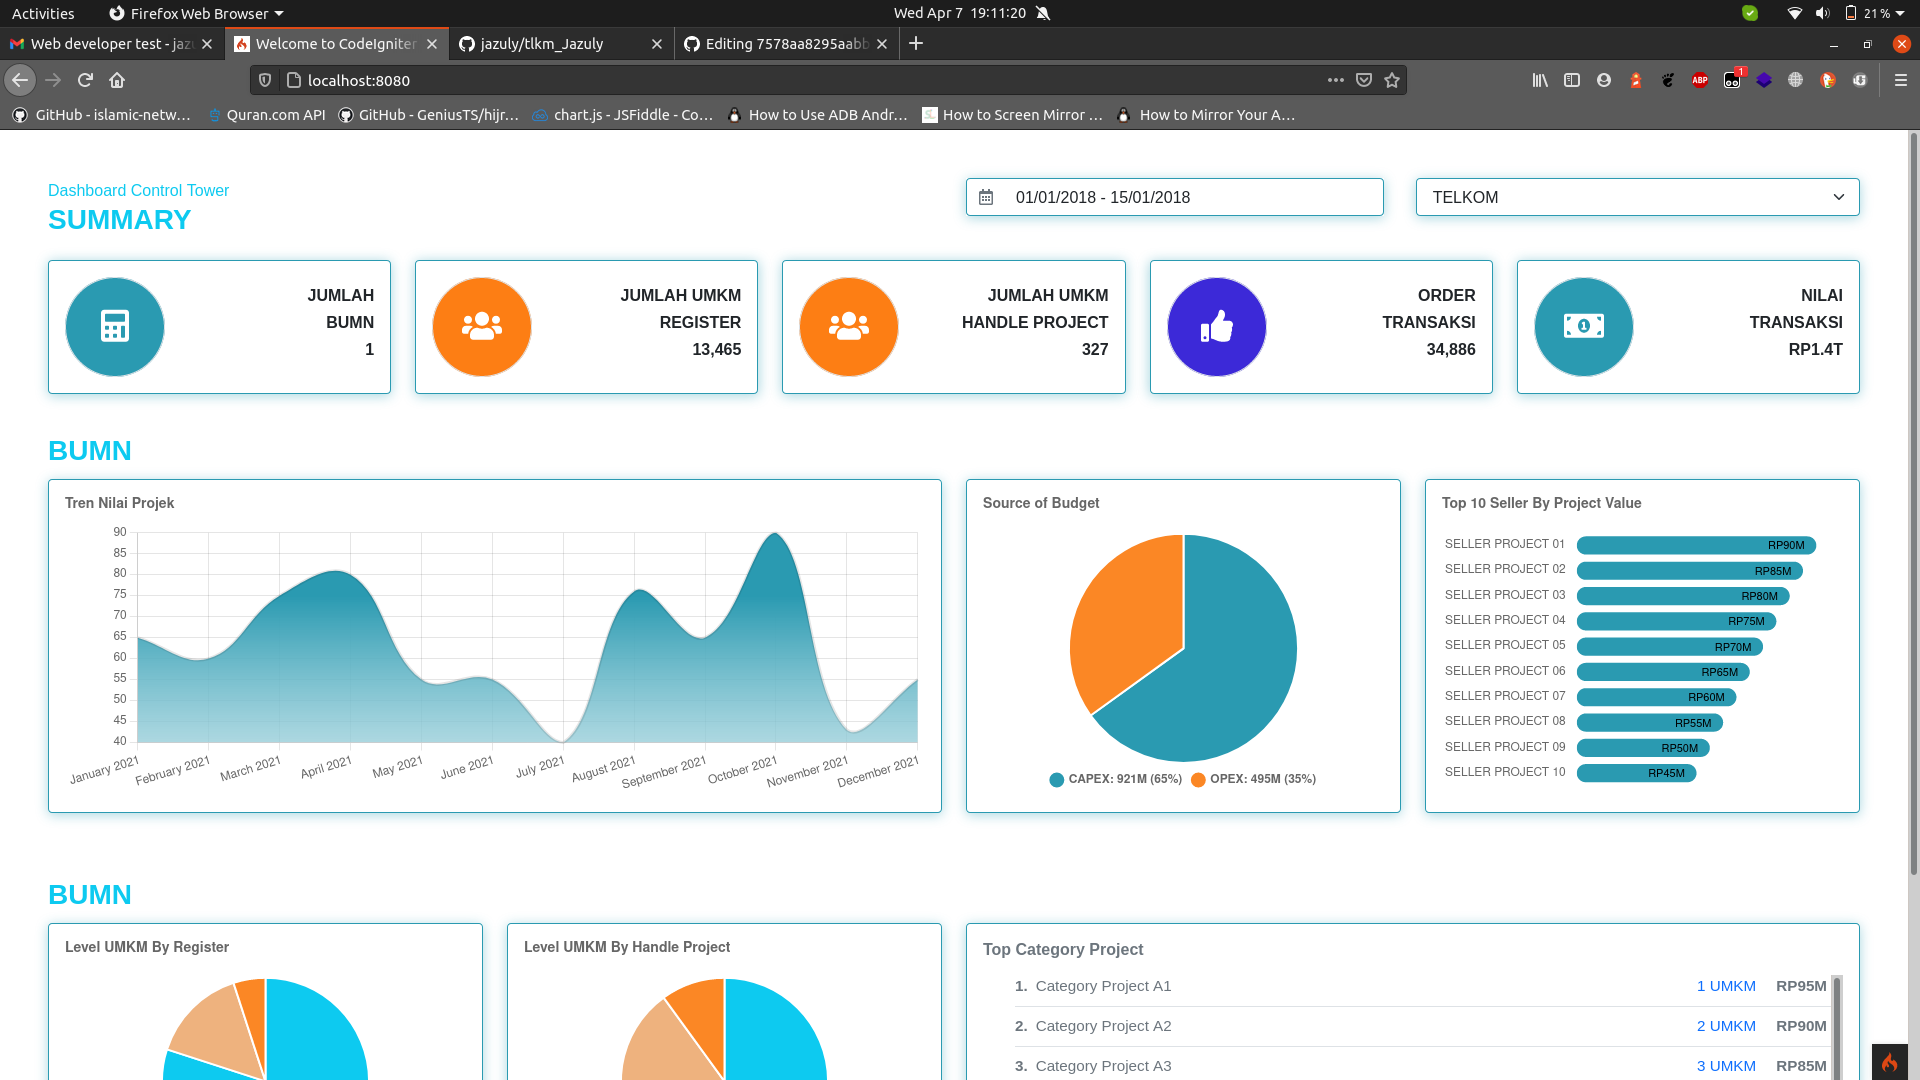 Activities
Firefox Web Browser
Wed Apr 7 19:11:20
21 %
Web developer test - jazu
Welcome to CodeIgniter
jazuly/tlkm_Jazuly
Editing 7578aa8295aabb
localhost:8080
ABP
1
GitHub - islamic-netw…
Quran.com API
GitHub - GeniusTS/hijr…
chart.js - JSFiddle - Co…
How to Use ADB Andr…
How to Screen Mirror …
How to Mirror Your A…
Dashboard Control Tower
SUMMARY
01/01/2018 - 15/01/2018
TELKOM
JUMLAH
BUMN
1
JUMLAH UMKM
REGISTER
13,465
JUMLAH UMKM
HANDLE PROJECT
327
ORDER
TRANSAKSI
34,886
NILAI
TRANSAKSI
RP1.4T
BUMN
Tren Nilai Projek
90
85
80
75
70
65
60
55
50
45
40
January 2021
February 2021
March 2021
April 2021
May 2021
June 2021
July 2021
August 2021
September 2021
October 2021
November 2021
December 2021
Source of Budget
CAPEX: 921M (65%)
OPEX: 495M (35%)
Top 10 Seller By Project Value
SELLER PROJECT 01 RP90M
SELLER PROJECT 02 RP85M
SELLER PROJECT 03 RP80M
SELLER PROJECT 04 RP75M
SELLER PROJECT 05 RP70M
SELLER PROJECT 06 RP65M
SELLER PROJECT 07 RP60M
SELLER PROJECT 08 RP55M
SELLER PROJECT 09 RP50M
SELLER PROJECT 10 RP45M
BUMN
Level UMKM By Register
Level UMKM By Handle Project
Top Category Project
1. Category Project A1 1 UMKM RP95M
2. Category Project A2 2 UMKM RP90M
3. Category Project A3 3 UMKM RP85M